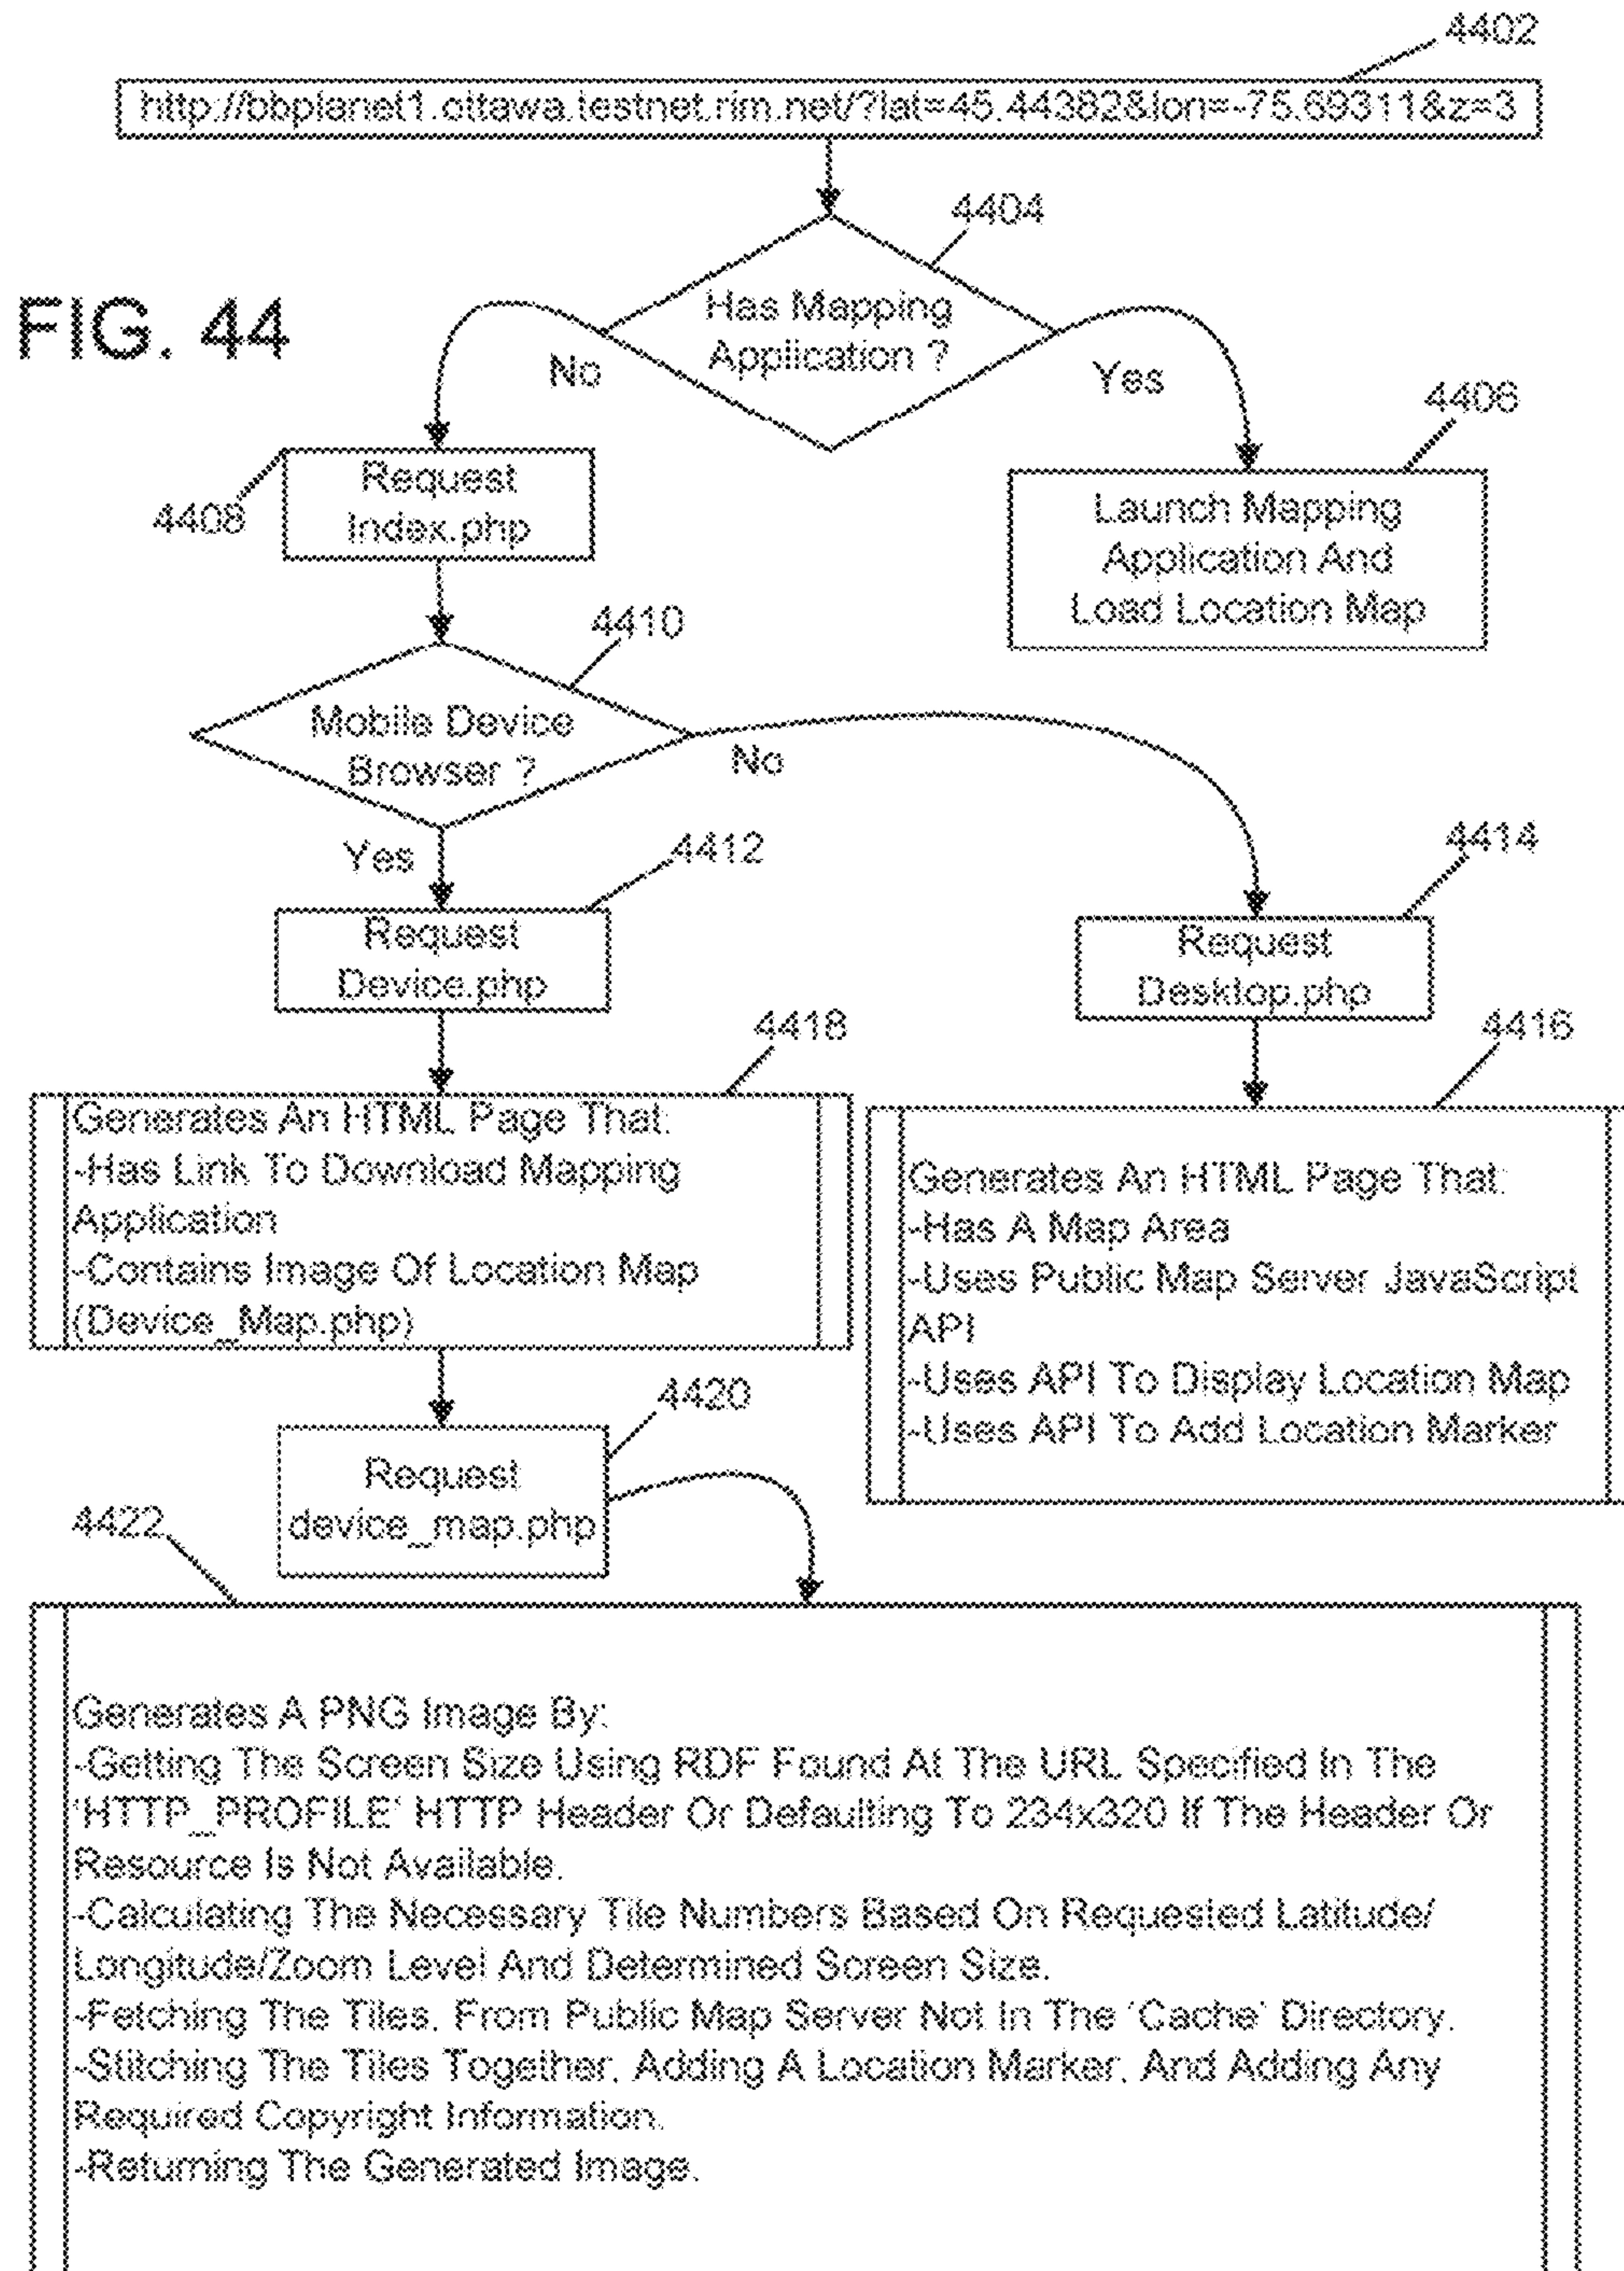 4402
http://bbplanet1.ottawa.testnet.rim.net/?lat=45.44382&lon=-75.69311&z=3
4404
FIG. 44
Has Mapping
Application ?
No
Yes
4406
4408
Request
Index.php
Launch Mapping
Application And
Load Location Map
4410
Mobile Device
Browser ?
No
Yes
4412
4414
Request
Device.php
Request
Desktop.php
4418
4416
Generates An HTML Page That:
-Has Link To Download Mapping
Application
-Contains Image Of Location Map
(Device_Map.php)
Generates An HTML Page That:
-Has A Map Area
-Uses Public Map Server JavaScript
API
-Uses API To Display Location Map
-Uses API To Add Location Marker
4420
Request
device_map.php
4422
Generates A PNG Image By:
-Getting The Screen Size Using RDF Found At The URL Specified In The
'HTTP_PROFILE' HTTP Header Or Defaulting To 234x320 If The Header Or
Resource Is Not Available.
-Calculating The Necessary Tile Numbers Based On Requested Latitude/
Longitude/Zoom Level And Determined Screen Size.
-Fetching The Tiles, From Public Map Server Not In The 'Cache' Directory.
-Stitching The Tiles Together, Adding A Location Marker, And Adding Any
Required Copyright Information.
-Returning The Generated Image.